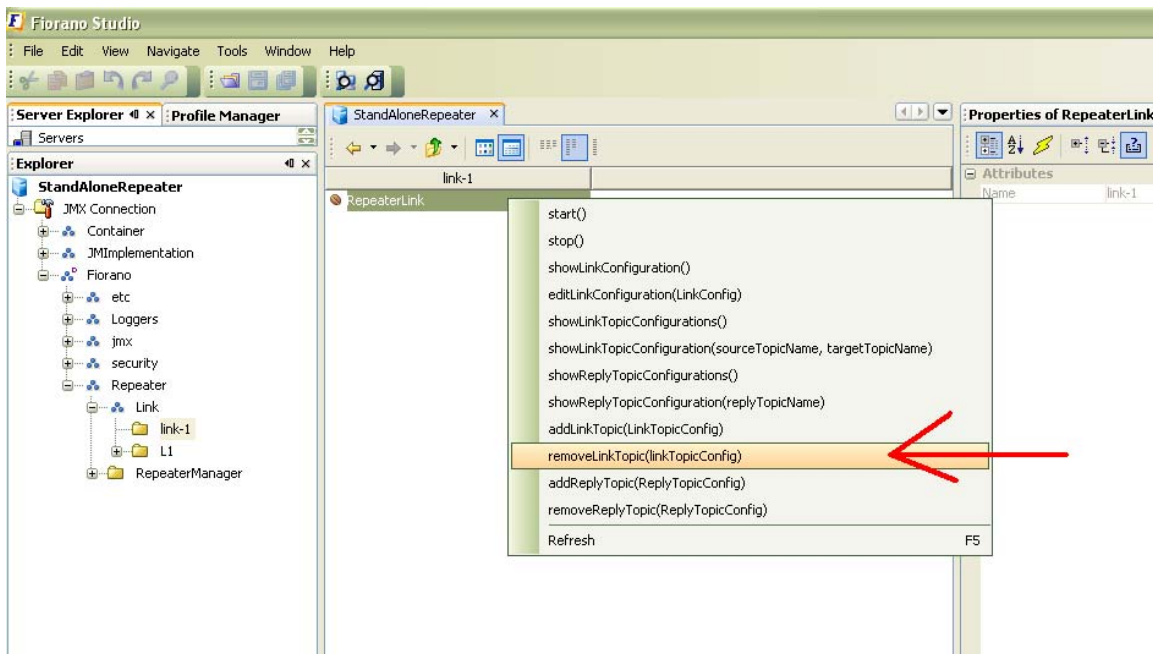 Fiorano Studio
File Edit View Navigate Tools Window Help
Server Explorer Profile Manager
Servers
Explorer
StandAloneRepeater
JMX Connection
Container
JMImplementation
Fiorano
etc
Loggers
jmx
security
Repeater
Link
link-1
L1
RepeaterManager
StandAloneRepeater
link-1
RepeaterLink
start()
stop()
showLinkConfiguration()
editLinkConfiguration(LinkConfig)
showLinkTopicConfigurations()
showLinkTopicConfiguration(sourceTopicName, targetTopicName)
showReplyTopicConfigurations()
showReplyTopicConfiguration(replyTopicName)
addLinkTopic(LinkTopicConfig)
removeLinkTopic(linkTopicConfig)
addReplyTopic(ReplyTopicConfig)
removeReplyTopic(ReplyTopicConfig)
Refresh F5
Properties of RepeaterLink
Attributes
Name link-1